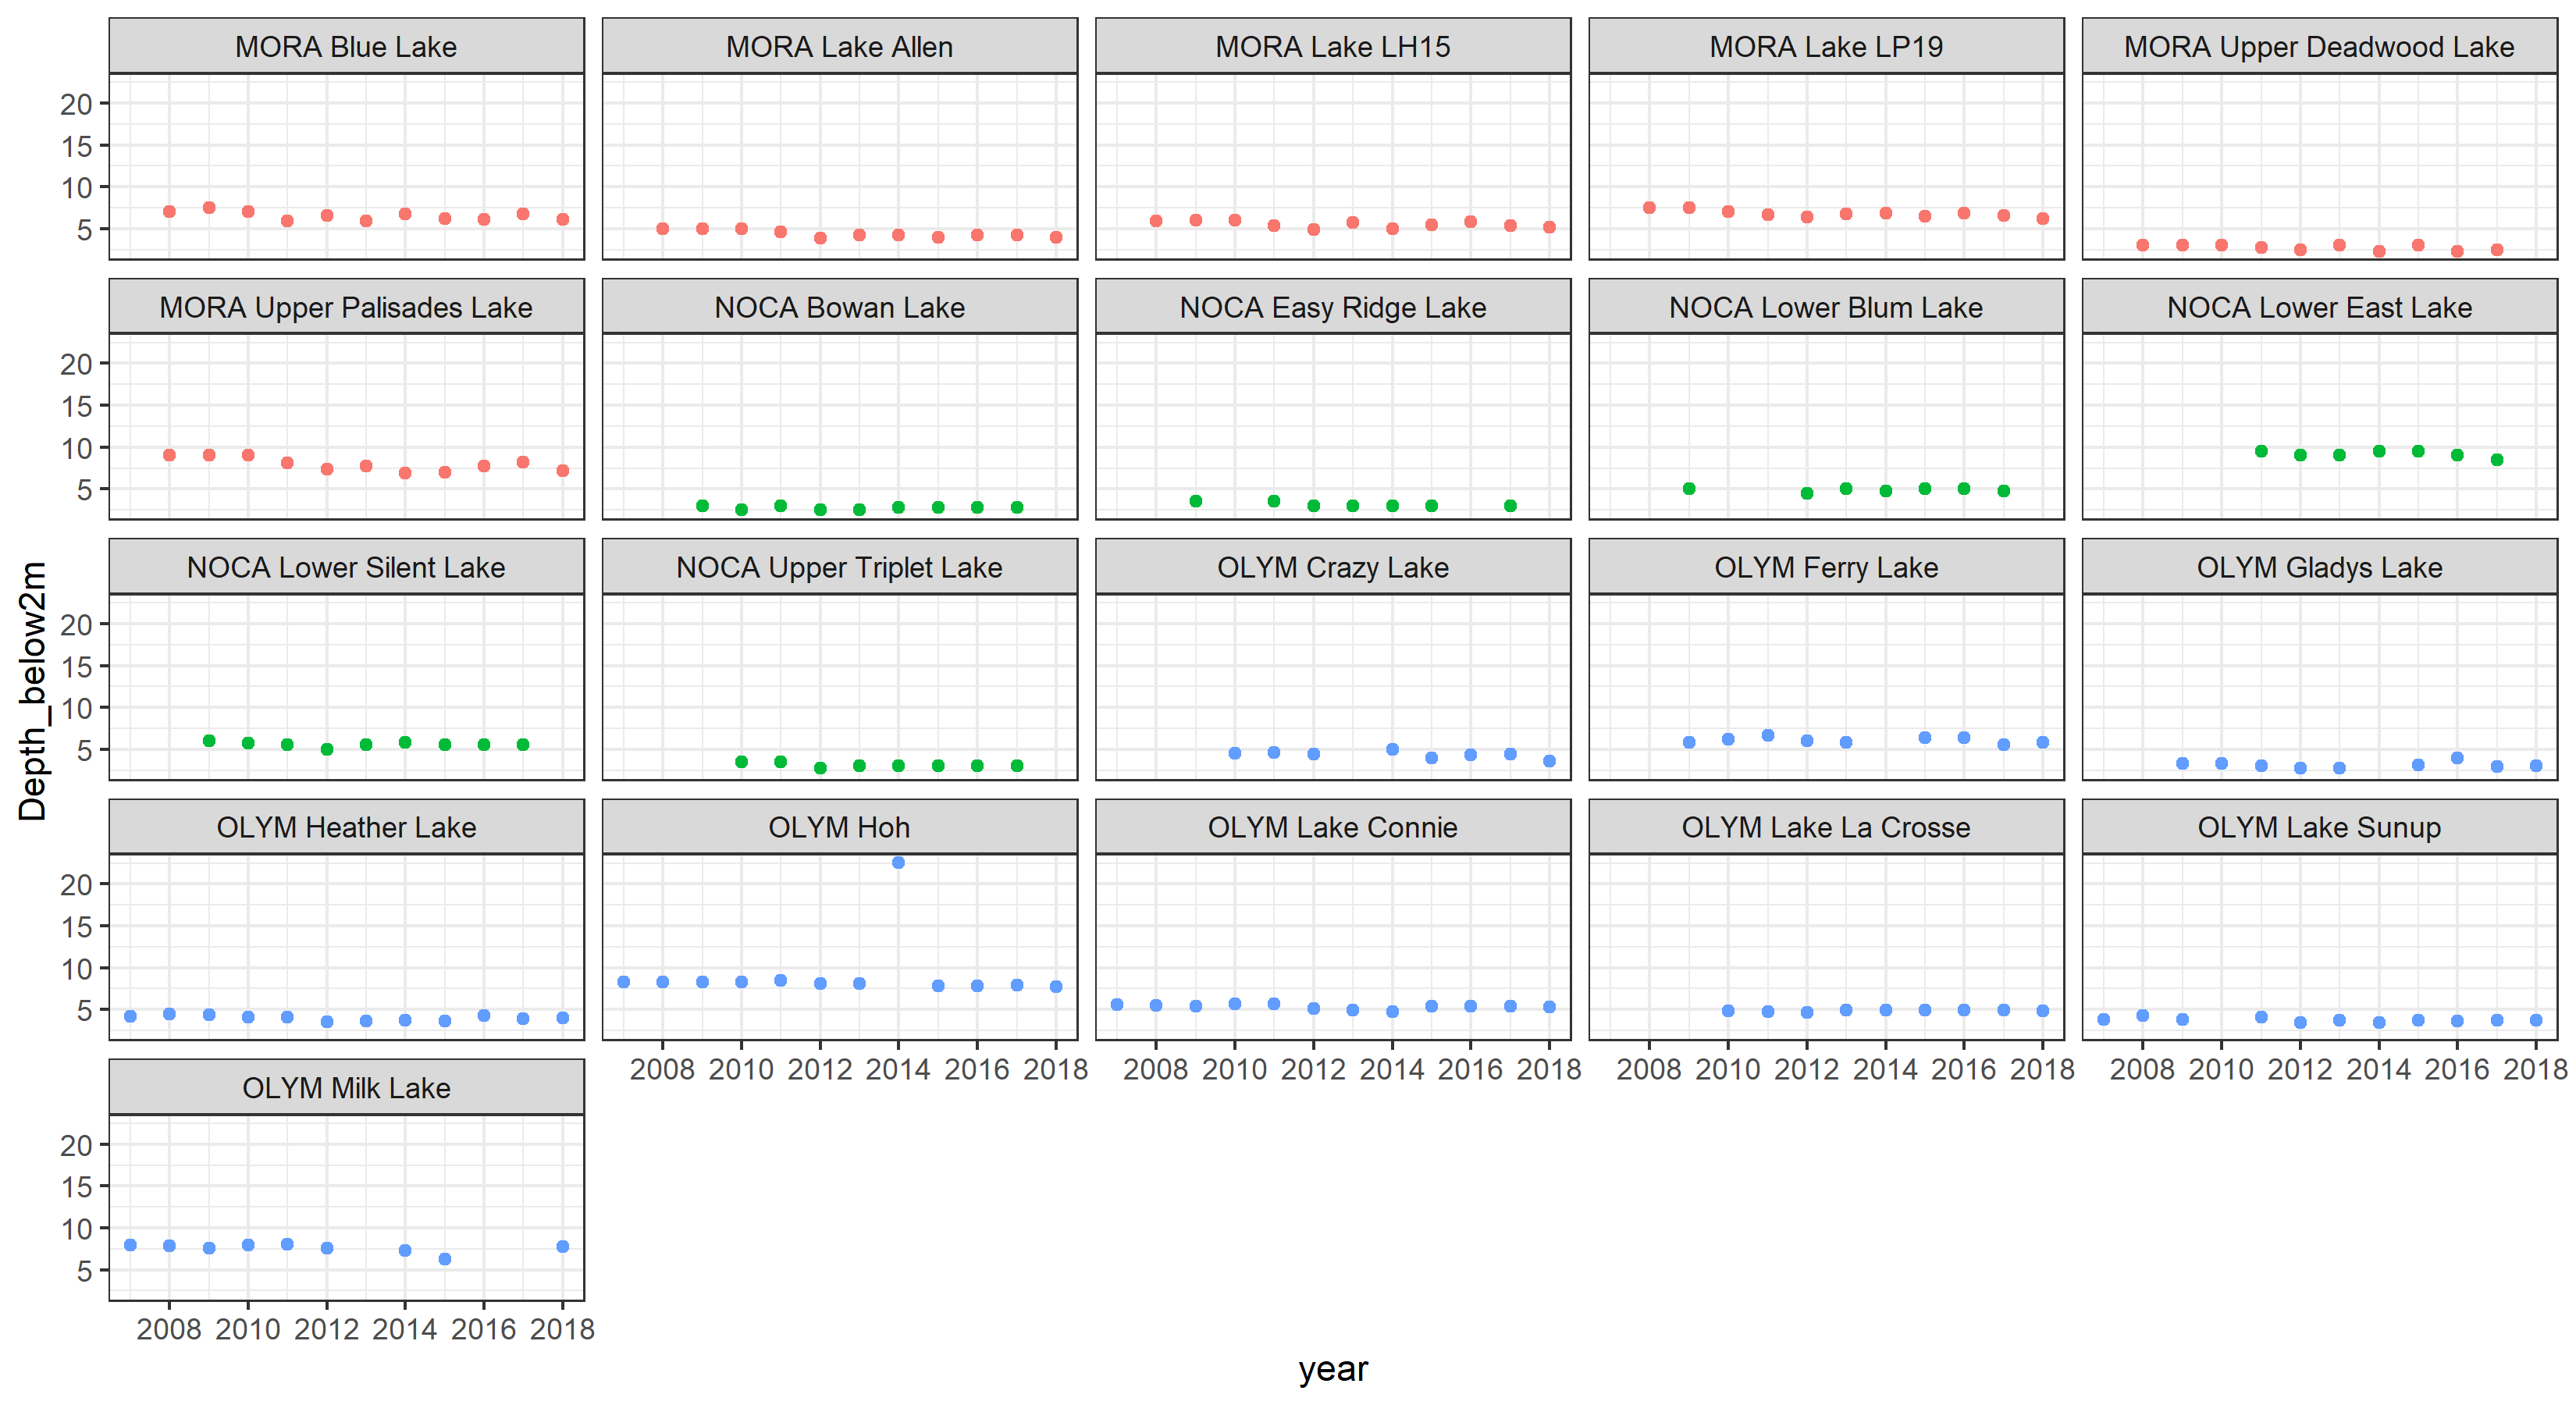 MORA Blue Lake MORA Lake Allen MORA Lake LH15 MORA Lake LP19 MORA Upper Deadwood Lake
20
15
10
5
MORA Upper Palisades Lake NOCA Bowan Lake NOCA Easy Ridge Lake NOCA Lower Blum Lake NOCA Lower East Lake
20
15
10
5
NOCA Lower Silent Lake NOCA Upper Triplet Lake OLYM Crazy Lake OLYM Ferry Lake OLYM Gladys Lake
20
15
10
5
Depth_below2m
OLYM Heather Lake OLYM Hoh OLYM Lake Connie OLYM Lake La Crosse OLYM Lake Sunup
20
15
10
5
2008 2010 2012 2014 2016 2018 2008 2010 2012 2014 2016 2018 2008 2010 2012 2014 2016 2018 2008 2010 2012 2014 2016 2018
OLYM Milk Lake
20
15
10
5
2008 2010 2012 2014 2016 2018
year